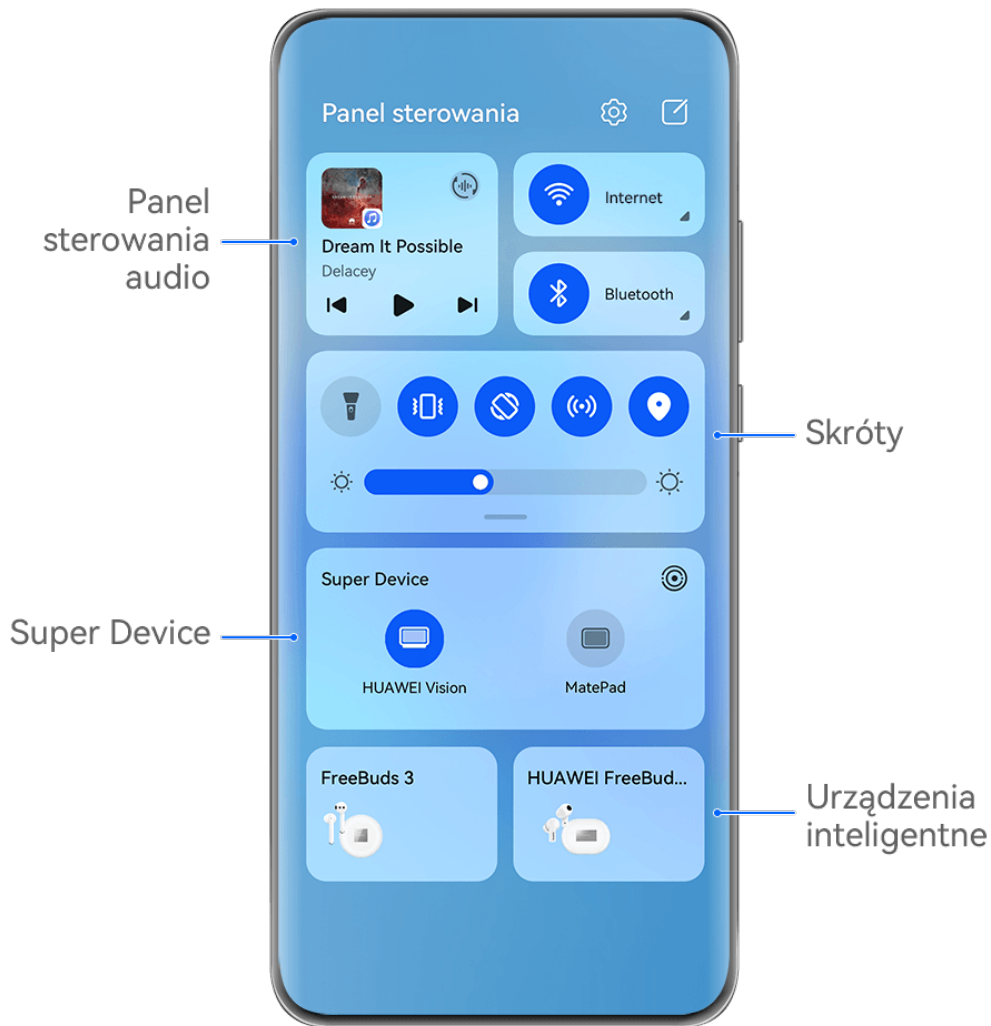 Panel sterowania
Panel
sterowania
audio
Dream It Possible
Delacey
Internet
Bluetooth
Skróty
Super Device
Super Device
HUAWEI Vision
MatePad
FreeBuds 3
HUAWEI FreeBud...
Urządzenia
inteligentne